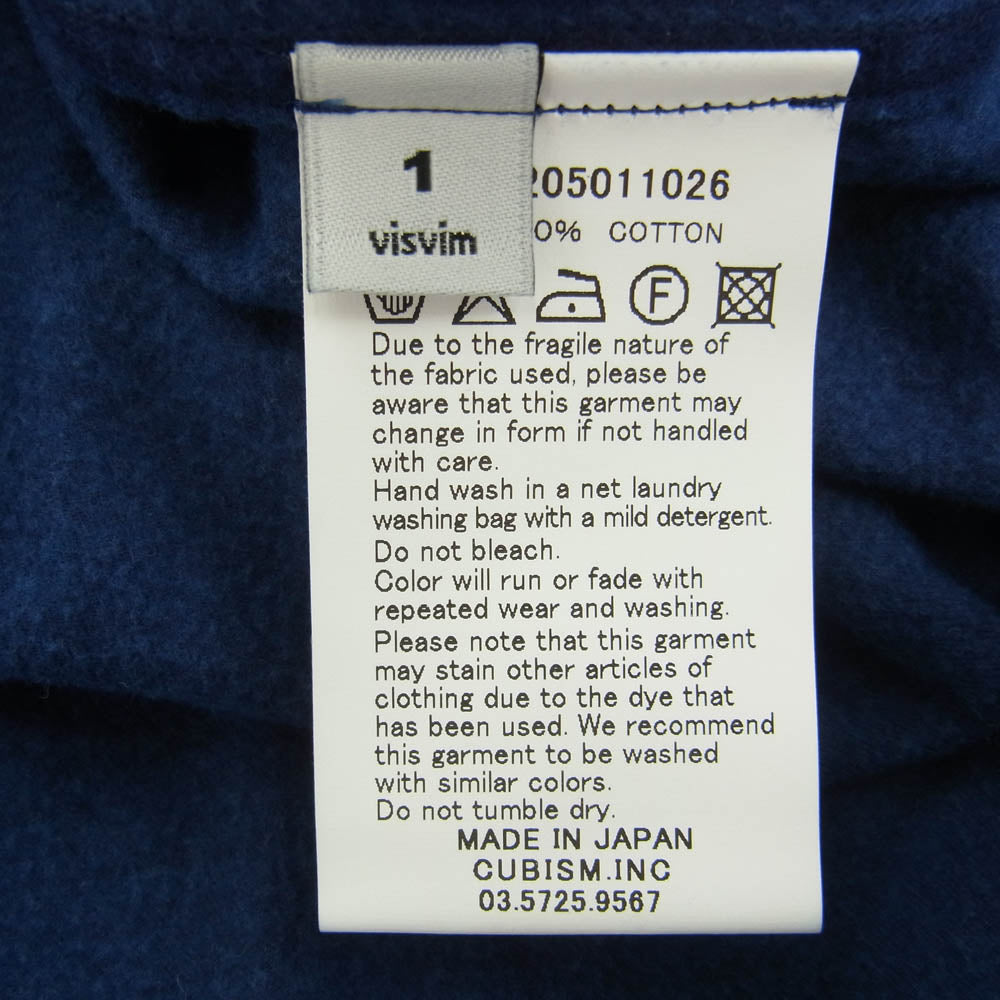 1
visvim
205011026
0% COTTON
F
Due to the fragile nature of
the fabric used, please be
aware that this garment may
change in form if not handled
with care.
Hand wash in a net laundry
washing bag with a mild detergent.
Do not bleach.
Color will run or fade with
repeated wear and washing.
Please note that this garment
may stain other articles of
clothing due to the dye that
has been used. We recommend
this garment to be washed
with similar colors.
Do not tumble dry.
MADE IN JAPAN
CUBISM.INC
03.5725.9567